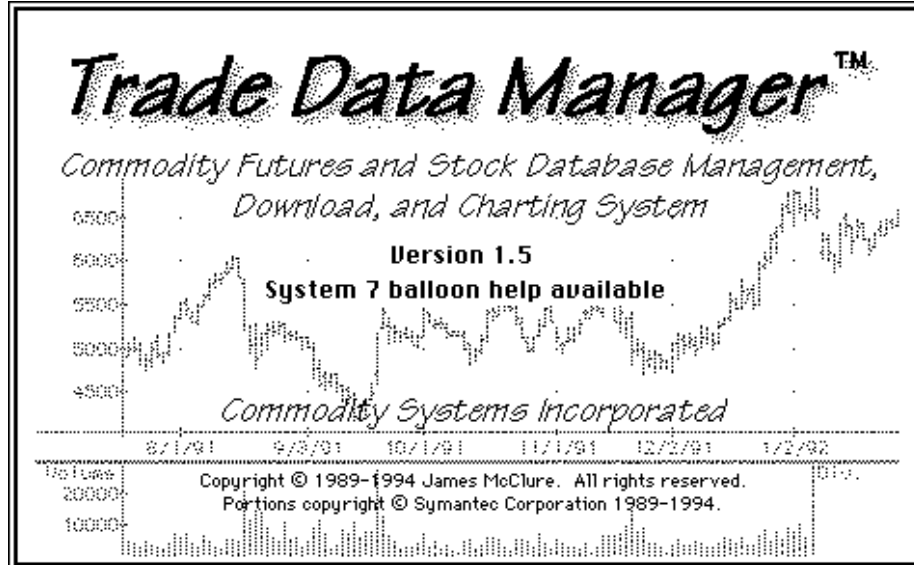 Trade Data Manager™
Commodity Futures and Stock Database Management,
Download, and Charting System
6500
Version 1.5
6000
System 7 balloon help available
5500
5000
4500
Commodity Systems Incorporated
8/1/91 9/3/91 10/1/91 11/1/91 12/2/91 1/2/92
Volume
Copyright © 1989-1994 James McClure. All rights reserved.
20000
Portions copyright © Symantec Corporation 1989-1994.
10000